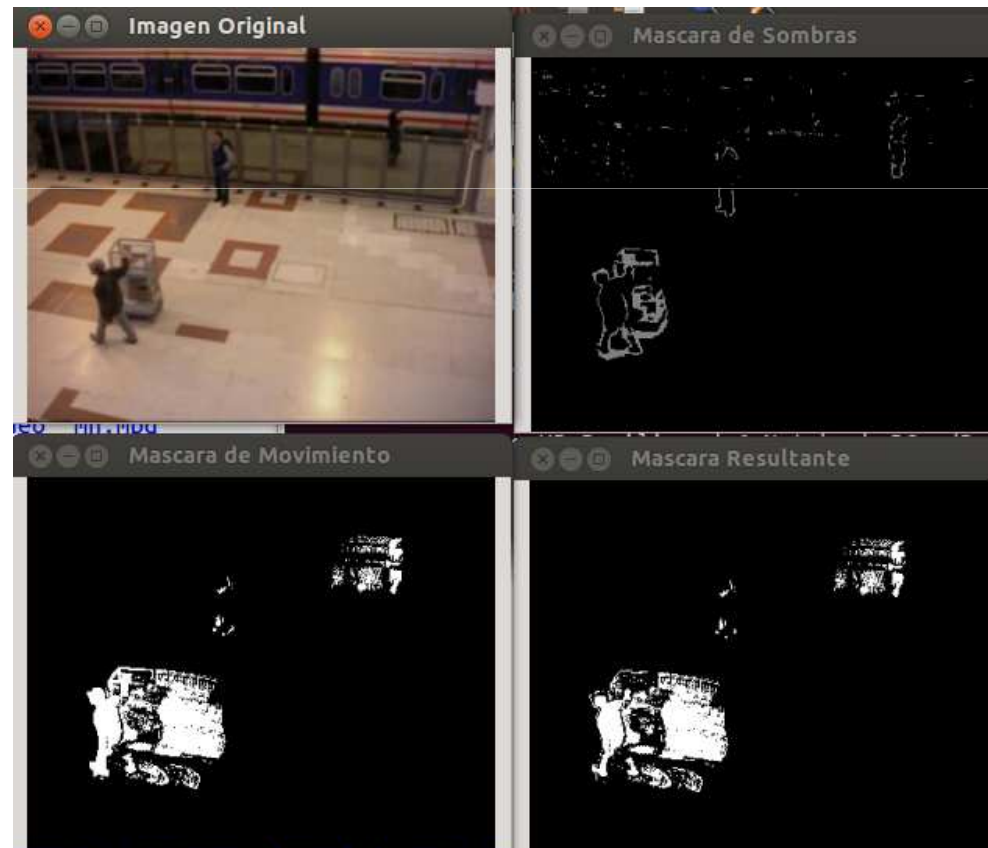 Imagen Original
Mascara de Sombras
Mascara de Movimiento
Mascara Resultante